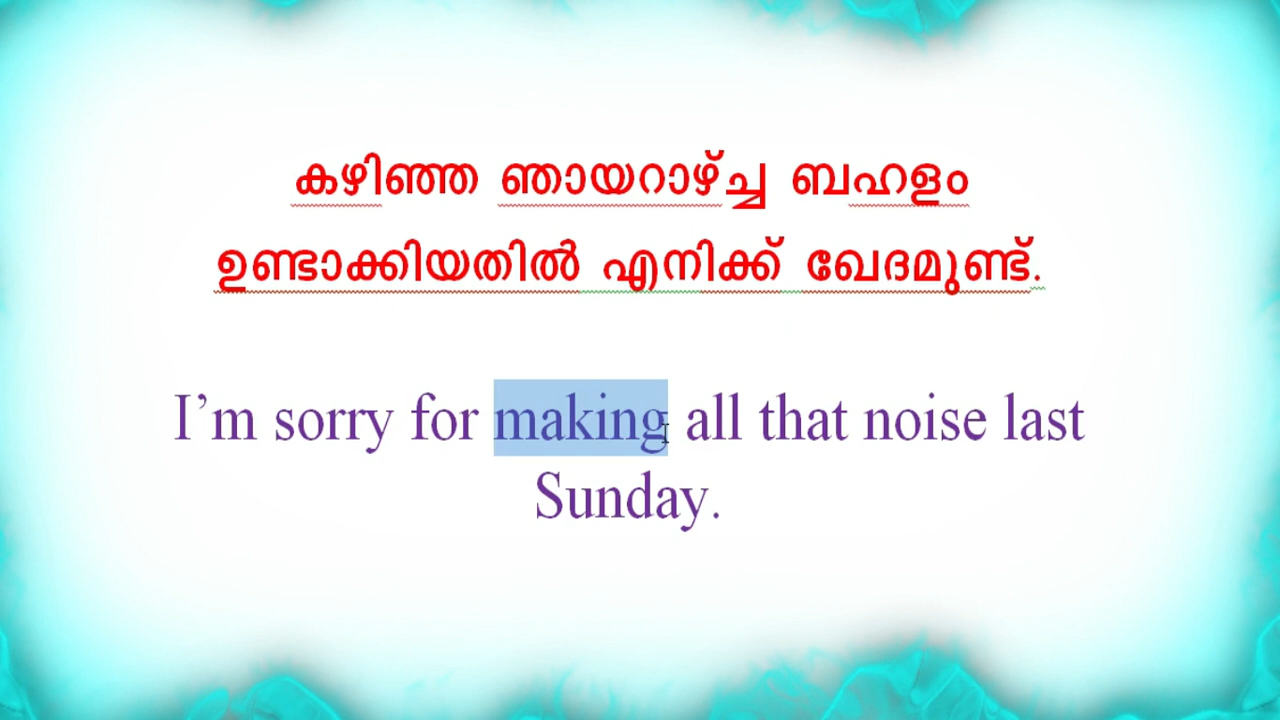 കഴിഞ്ഞ ഞായറാഴ്ച്ച ബഹളം
ഉണ്ടാക്കിയതിൽ എനിക്ക് ഖേദമുണ്ട്.
I’m sorry for making all that noise last
Sunday.